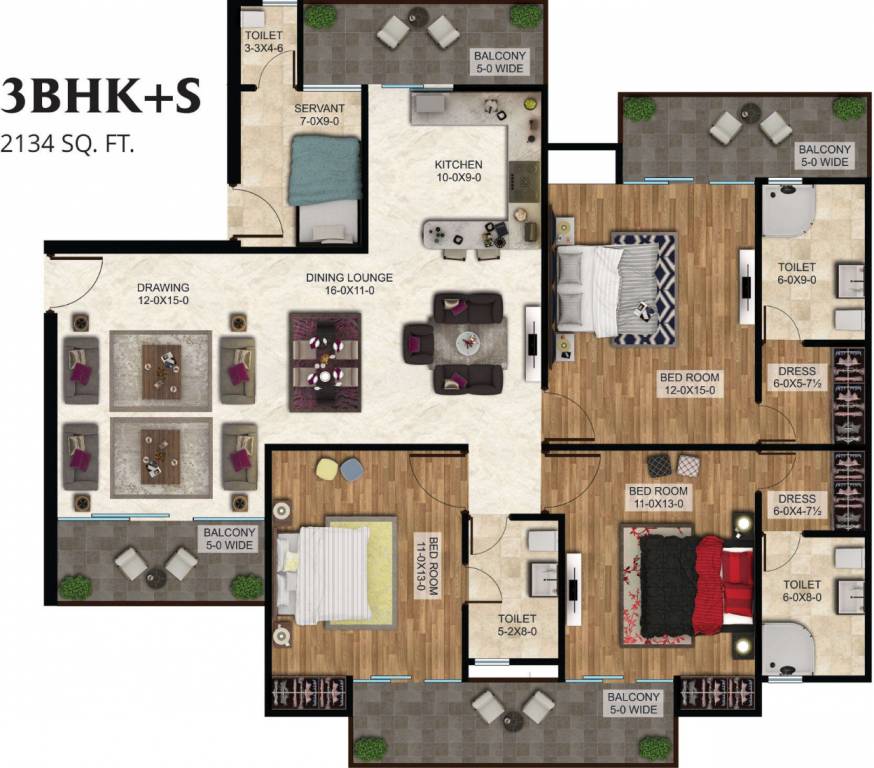 3BHK+S
2134 SQ. FT.
TOILET
3-3X4-6
BALCONY
5-0 WIDE
SERVANT
7-0X9-0
KITCHEN
10-0X9-0
BALCONY
5-0 WIDE
DRAWING
12-0X15-0
DINING LOUNGE
16-0X11-0
TOILET
6-0X9-0
BED ROOM
12-0X15-0
DRESS
6-0X5-7½
BED ROOM
11-0X13-0
DRESS
6-0X4-7½
BALCONY
5-0 WIDE
BED ROOM
11-0X13-0
TOILET
5-2X8-0
TOILET
6-0X8-0
BALCONY
5-0 WIDE